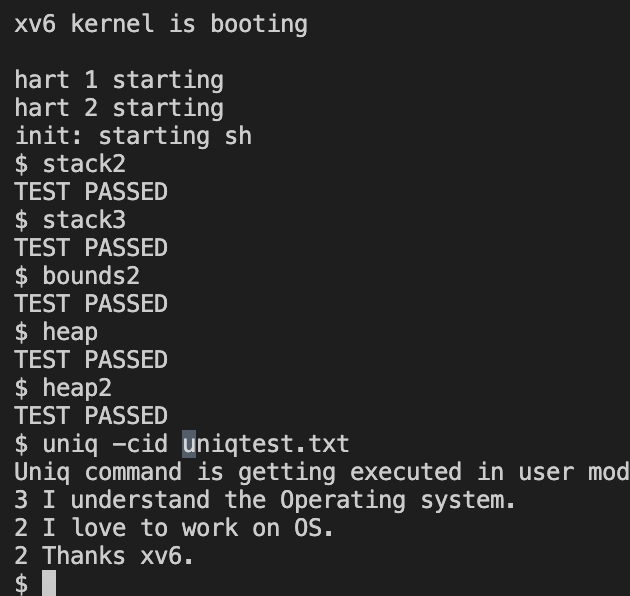 xv6 kernel is booting
hart 1 starting
hart 2 starting
init: starting sh
$ stack2
TEST PASSED
$ stack3
TEST PASSED
$ bounds2
TEST PASSED
$ heap
TEST PASSED
$ heap2
TEST PASSED
$ uniq -cid uniqtest.txt
Uniq command is getting executed in user mod
3 I understand the Operating system.
2 I love to work on OS.
2 Thanks xv6.
$